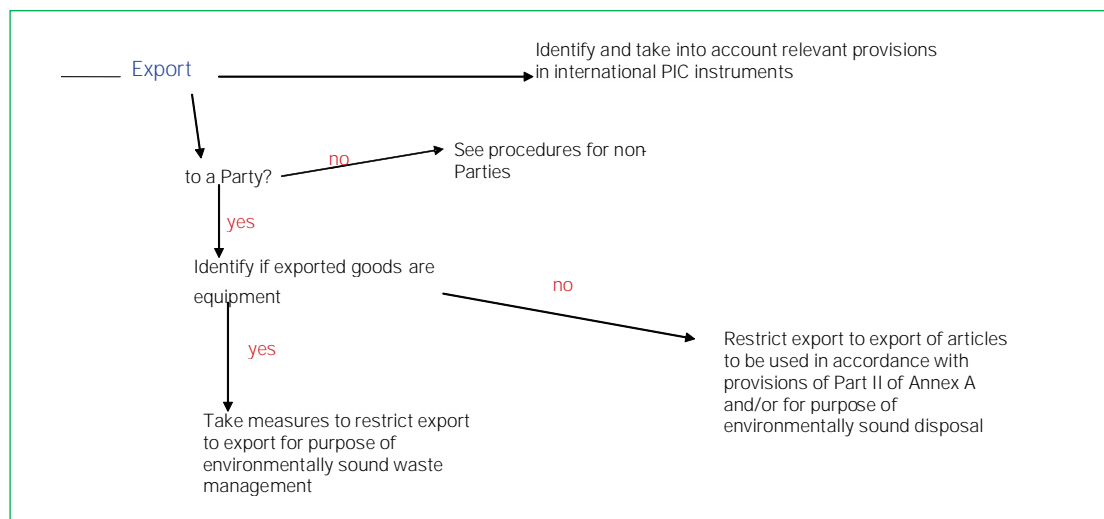 Export
Identify and take into account relevant provisions
in international PIC instruments
to a Party?
no
See procedures for non-
Parties
yes
Identify if exported goods are
equipment
no
yes
Restrict export to export of articles
to be used in accordance with
provisions of Part II of Annex A
and/or for purpose of
environmentally sound disposal
Take measures to restrict export
to export for purpose of
environmentally sound waste
management